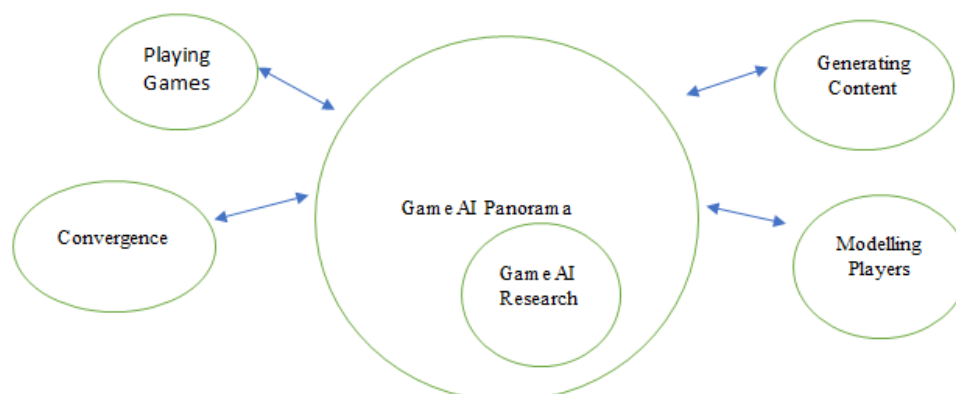 Playing
Games
Generating
Content
Convergence
Game AI Panorama
Modelling
Players
Game AI
Research